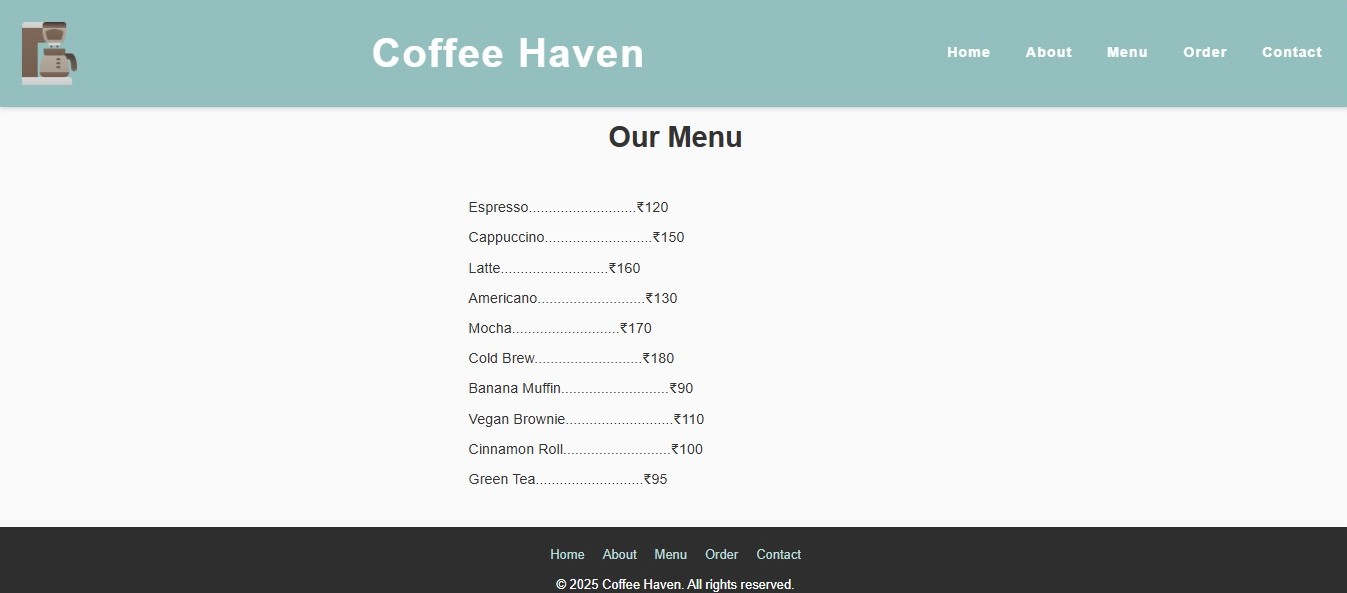 Coffee Haven
Home About Menu Order Contact
Our Menu
Espresso...........................₹120
Cappuccino...........................₹150
Latte...........................₹160
Americano...........................₹130
Mocha...........................₹170
Cold Brew...........................₹180
Banana Muffin...........................₹90
Vegan Brownie...........................₹110
Cinnamon Roll...........................₹100
Green Tea...........................₹95
Home About Menu Order Contact
© 2025 Coffee Haven. All rights reserved.